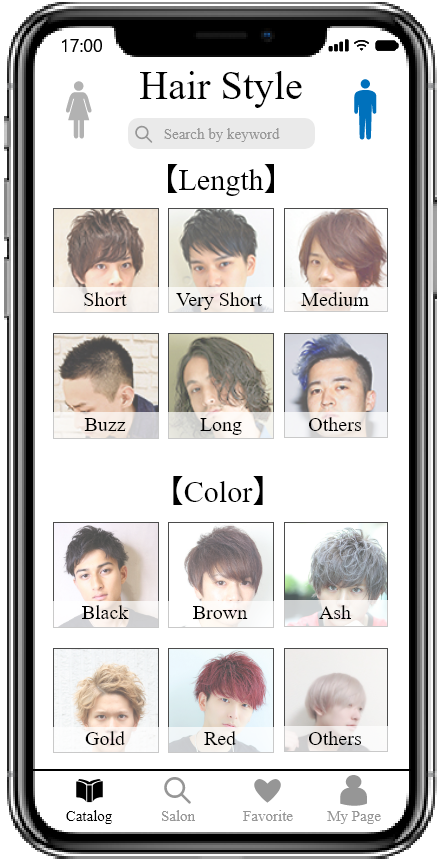 17:00
Hair Style
Search by keyword
【Length】
Short Very Short Medium
Buzz Long Others
【Color】
Black Brown Ash
Gold Red Others
Catalog Salon Favorite My Page